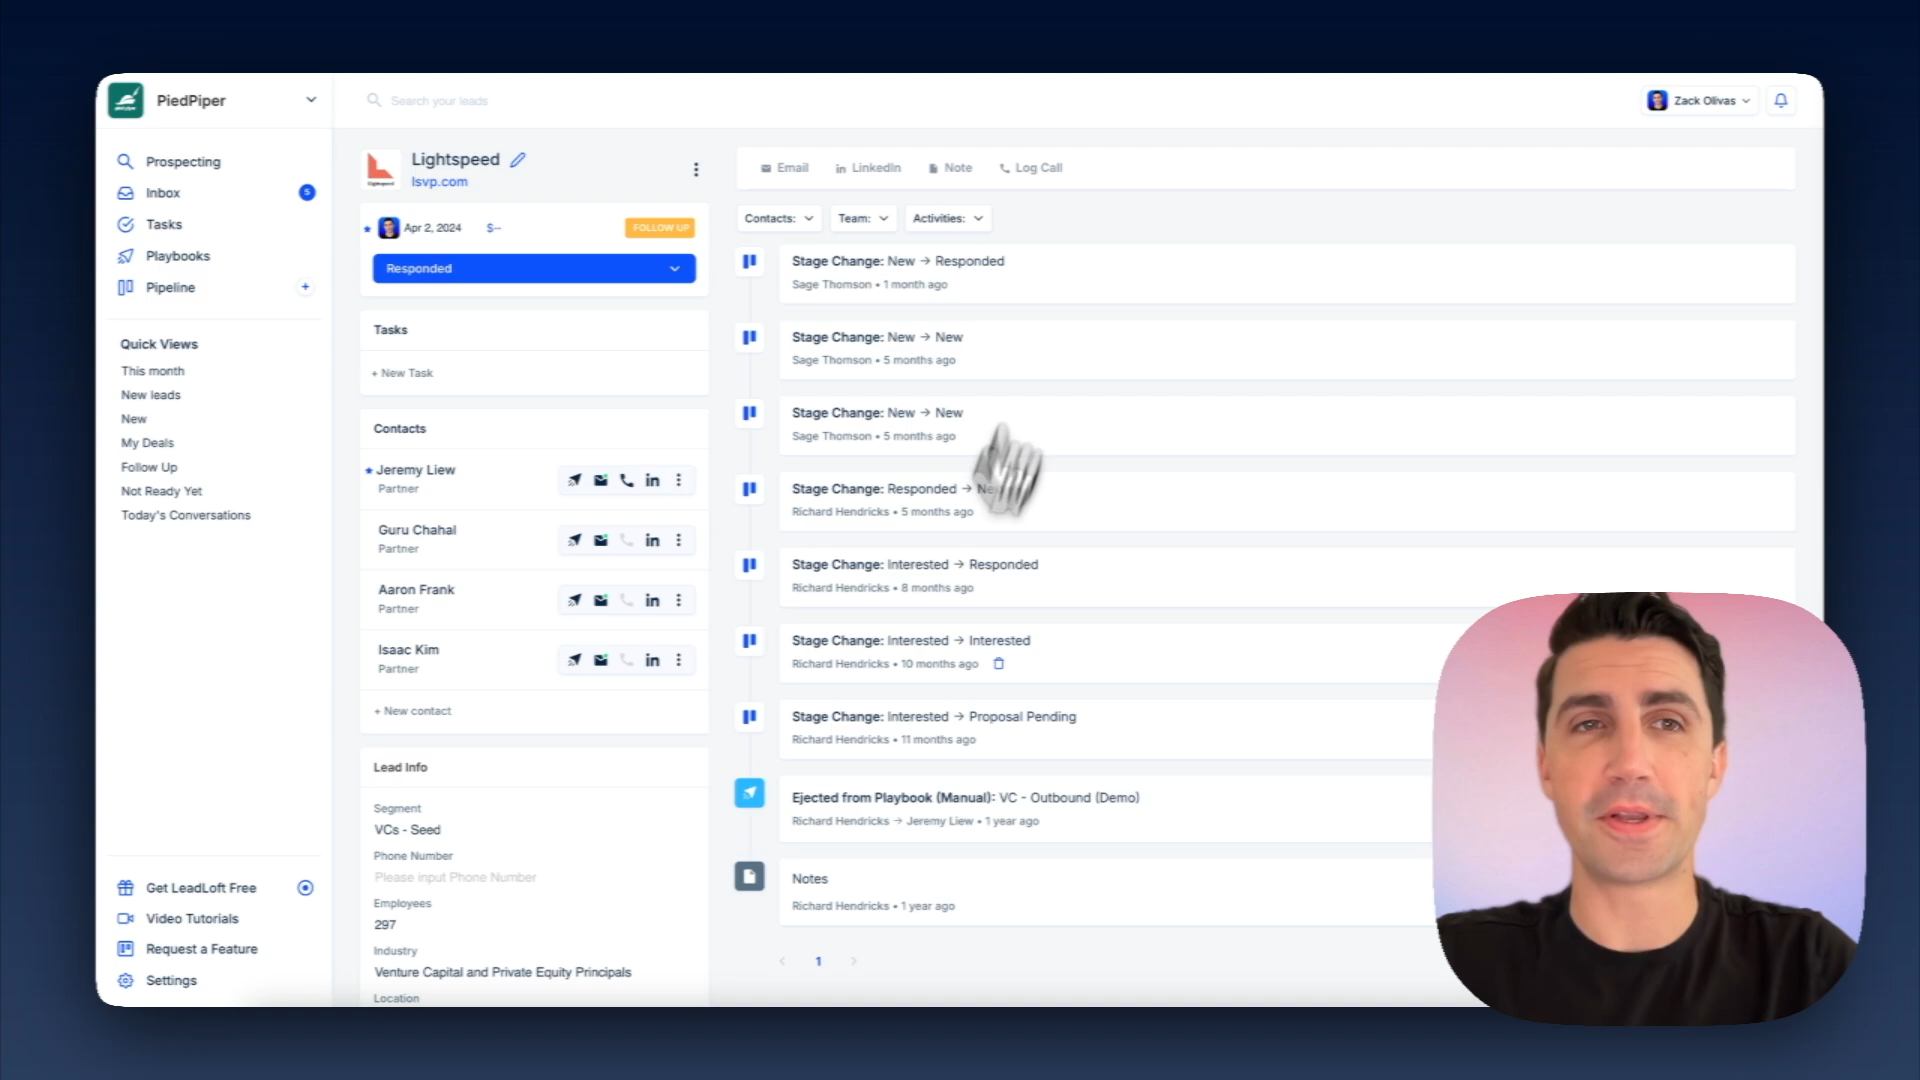 PiedPiper
Search your leads
Zack Olivas
Prospecting
Inbox
5
Tasks
Playbooks
Pipeline
+
Quick Views
This month
New leads
New
My Deals
Follow Up
Not Ready Yet
Today's Conversations
Get LeadLoft Free
Video Tutorials
Request a Feature
Settings
Lightspeed
Lightspeed
lsvp.com
Apr 2, 2024
$--
FOLLOW UP
Responded
Tasks
+ New Task
Contacts
Jeremy Liew
Partner
Guru Chahal
Partner
Aaron Frank
Partner
Isaac Kim
Partner
+ New contact
Lead Info
Segment
VCs - Seed
Phone Number
Please input Phone Number
Employees
297
Industry
Venture Capital and Private Equity Principals
Location
Email
LinkedIn
Note
Log Call
Contacts:
Team:
Activities:
Stage Change: New → Responded
Sage Thomson • 1 month ago
Stage Change: New → New
Sage Thomson • 5 months ago
Stage Change: New → New
Sage Thomson • 5 months ago
Stage Change: Responded →
Richard Hendricks • 5 months ago
Stage Change: Interested → Responded
Richard Hendricks • 8 months ago
Stage Change: Interested → Interested
Richard Hendricks • 10 months ago
Stage Change: Interested → Proposal Pending
Richard Hendricks • 11 months ago
Ejected from Playbook (Manual): VC - Outbound (Demo)
Richard Hendricks → Jeremy Liew • 1 year ago
Notes
Richard Hendricks • 1 year ago
< 1 >